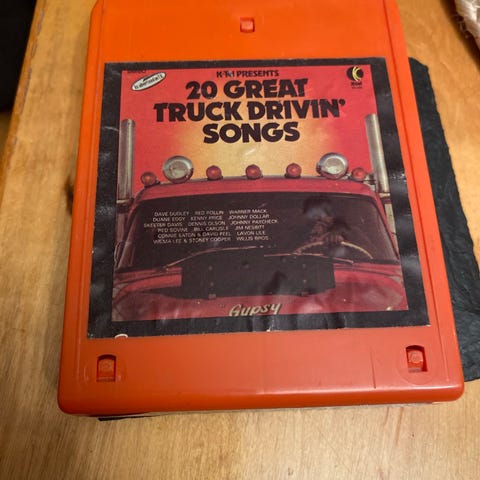 K-Tel PRESENTS
20 GREAT
TRUCK DRIVIN'
SONGS
DAVE DUDLEY RED FOLLIN WARNER MACK
DUANE EDDY KENNY PRICE JOHNNY DOLLAR
SKEETER DAVIS DENNIS OLSON JOHNNY PAYCHECK
RED SOVINE BILL CARLISLE JIM NESBITT
CONNIE EATON & DAVID PEEL LAVON LILE
WILMA LEE & STONEY COOPER WILLIS BROS.
Gypsy